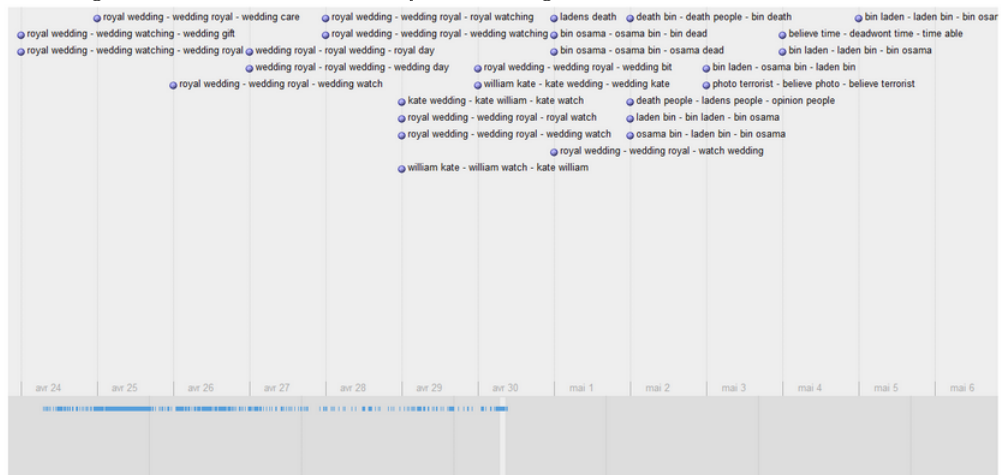 royal wedding - wedding royal - wedding care
royal wedding - wedding royal - royal watching
ladens death
death bin - death people - bin death
bin laden - laden bin - bin osar
royal wedding - wedding watching - wedding gift
royal wedding - wedding royal - wedding watching
bin osama - osama bin - bin dead
believe time - deadwont time - time able
royal wedding - wedding watching - wedding royal
wedding royal - royal wedding - royal day
bin osama - osama bin - osama dead
bin laden - laden bin - bin osama
wedding royal - royal wedding - wedding day
royal wedding - wedding royal - wedding bit
bin laden - osama bin - laden bin
royal wedding - wedding royal - wedding watch
william kate - kate wedding - wedding kate
photo terrorist - believe photo - believe terrorist
kate wedding - kate william - kate watch
death people - ladens people - opinion people
royal wedding - wedding royal - royal watch
laden bin - bin laden - bin osama
royal wedding - wedding royal - wedding watch
osama bin - laden bin - bin osama
royal wedding - wedding royal - watch wedding
william kate - william watch - kate william
avr 24
avr 25
avr 26
avr 27
avr 28
avr 29
avr 30
mai 1
mai 2
mai 3
mai 4
mai 5
mai 6